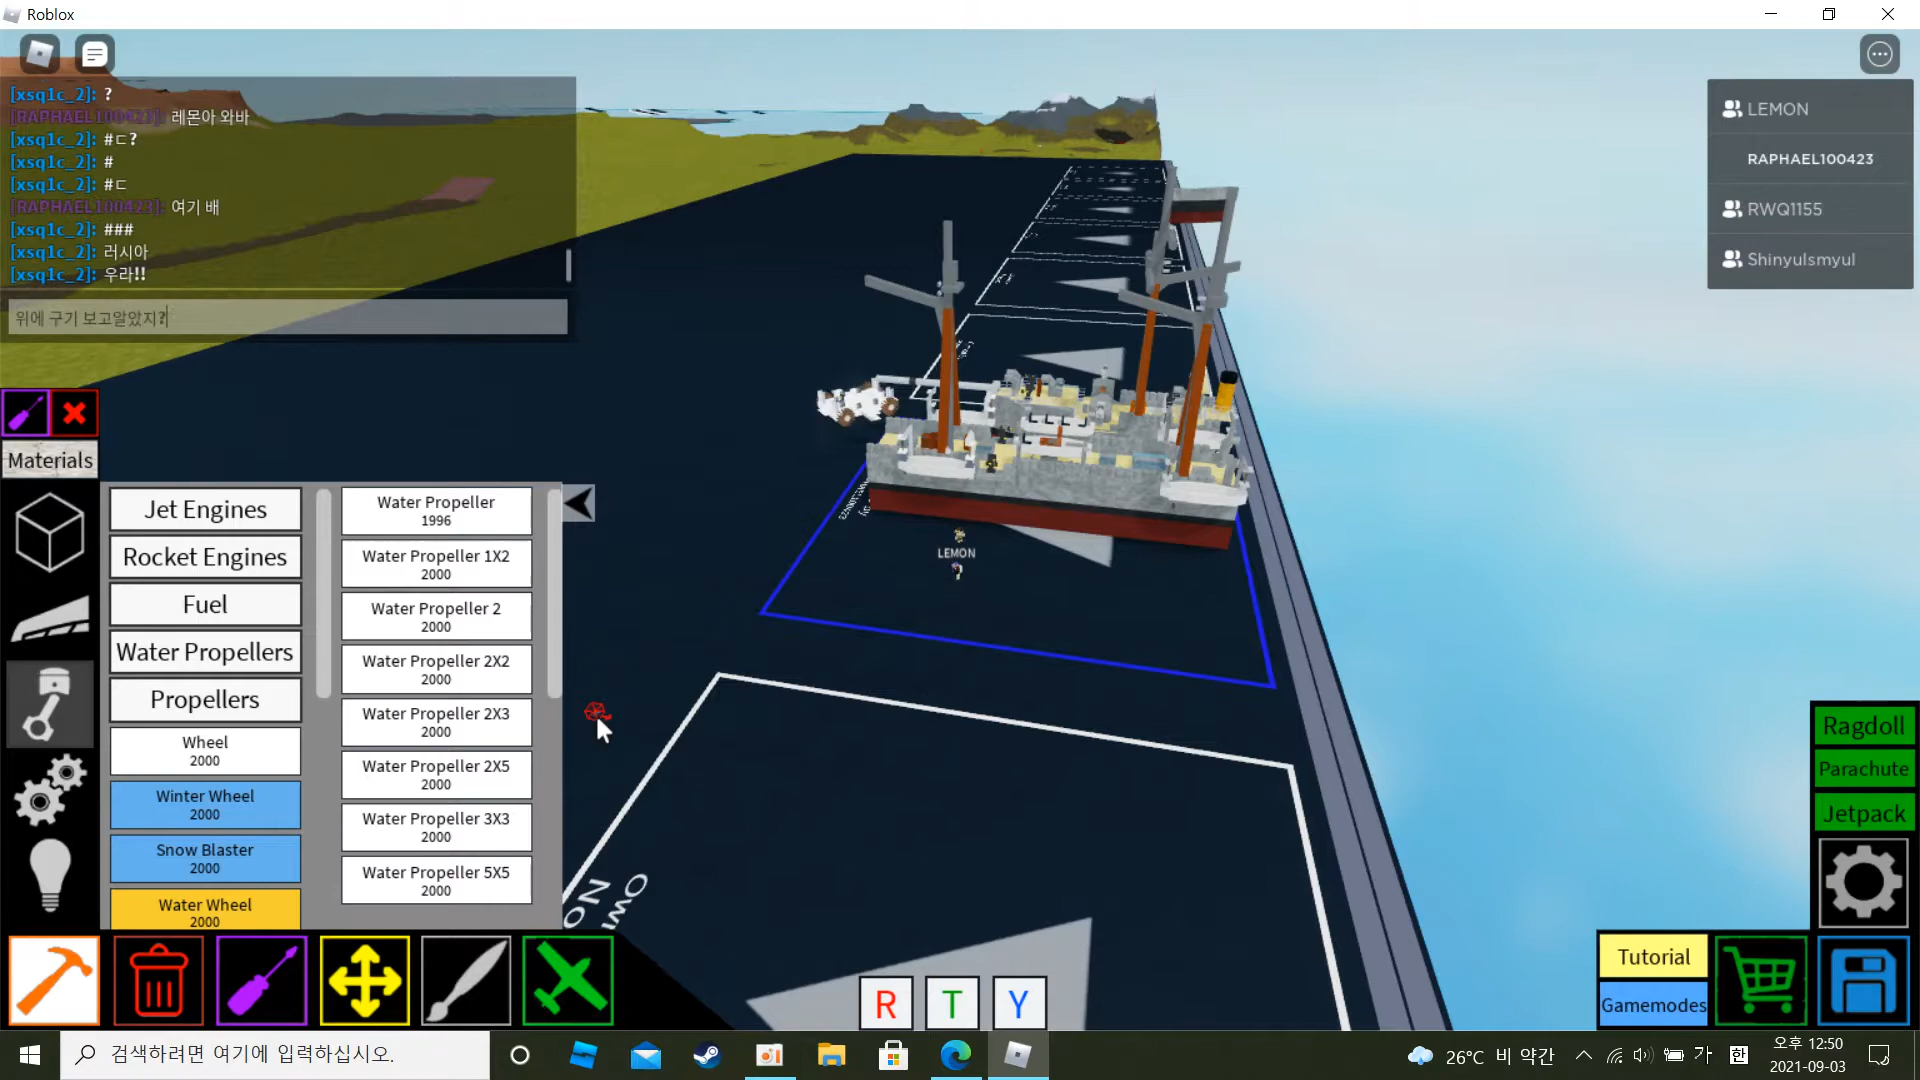 Roblox
[xsq1c_2]: ?
[RAPHAEL100423]: 레몬아 와바
[xsq1c_2]: #ㄷ?
[xsq1c_2]: #
[xsq1c_2]: #ㄷ
[RAPHAEL100423]: 여기 배
[xsq1c_2]: ###
[xsq1c_2]: 러시아
[xsq1c_2]: 우라!!
위에 구기 보고알았지?
LEMON
RAPHAEL100423
RWQ1155
Shinyulsmyul
Materials
Jet Engines
Rocket Engines
Fuel
Water Propellers
Propellers
Wheel
2000
Winter Wheel
2000
Snow Blaster
2000
Water Wheel
2000
Water Propeller
1996
Water Propeller 1X2
2000
Water Propeller 2
2000
Water Propeller 2X2
2000
Water Propeller 2X3
2000
Water Propeller 2X5
2000
Water Propeller 3X3
2000
Water Propeller 5X5
2000
LEMON
Ragdoll
Parachute
Jetpack
Tutorial
Gamemodes
R T Y
검색하려면 여기에 입력하십시오.
26°C 비 약간
가
한
오후 12:50
2021-09-03